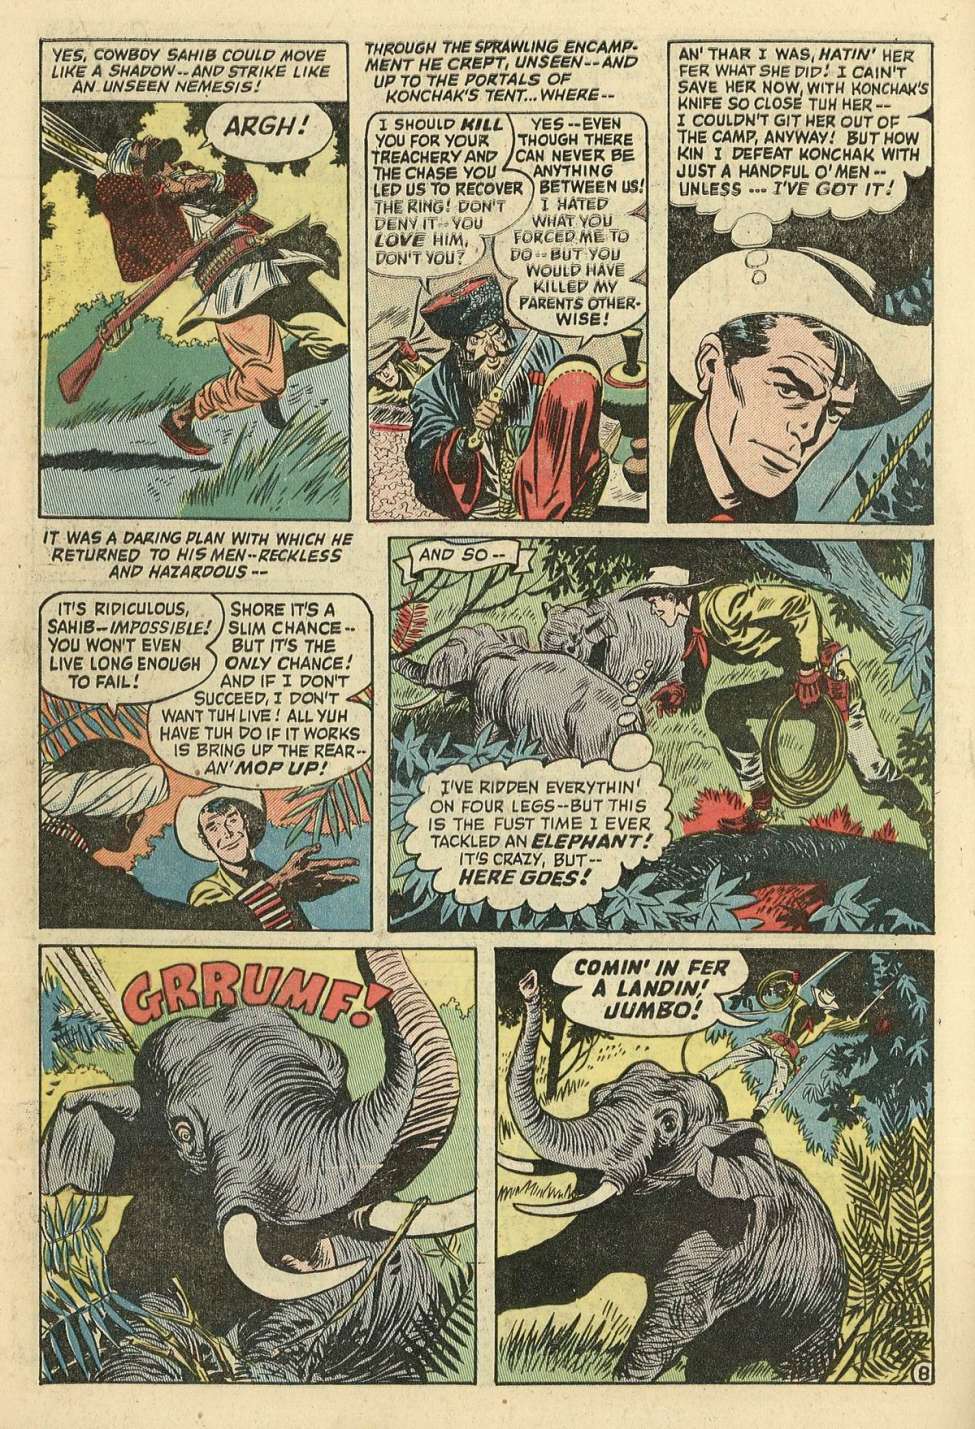 YES, COWBOY SAHIB COULD MOVE
LIKE A SHADOW--AND STRIKE LIKE
AN UNSEEN NEMESIS!
ARGH!
THROUGH THE SPRAWLING ENCAMP-
MENT HE CREPT, UNSEEN--AND
UP TO THE PORTALS OF
KONCHAK'S TENT...WHERE--
I SHOULD KILL
YOU FOR YOUR
TREACHERY AND
THE CHASE YOU
LED US TO RECOVER
THE RING! DON'T
DENY IT--YOU
LOVE HIM,
DON'T YOU?
YES--EVEN
THOUGH THERE
CAN NEVER BE
ANYTHING
BETWEEN US!
I HATED
WHAT YOU
FORCED ME TO
DO--BUT YOU
WOULD HAVE
KILLED MY
PARENTS OTHER-
WISE!
AN' THAR I WAS, HATIN' HER
FER WHAT SHE DID! I CAIN'T
SAVE HER NOW, WITH KONCHAK'S
KNIFE SO CLOSE TUH HER--
I COULDN'T GIT HER OUT OF
THE CAMP, ANYWAY! BUT HOW
KIN I DEFEAT KONCHAK WITH
JUST A HANDFUL O' MEN--
UNLESS --- I'VE GOT IT!
IT WAS A DARING PLAN WITH WHICH HE
RETURNED TO HIS MEN--RECKLESS
AND HAZARDOUS--
IT'S RIDICULOUS,
SAHIB--IMPOSSIBLE!
YOU WON'T EVEN
LIVE LONG ENOUGH
TO FAIL!
SHORE IT'S A
SLIM CHANCE--
BUT IT'S THE
ONLY CHANCE!
AND IF I DON'T
SUCCEED, I DON'T
WANT TUH LIVE! ALL YUH
HAVE TUH DO IF IT WORKS
IS BRING UP THE REAR--
AN' MOP UP!
AND SO--
I'VE RIDDEN EVERYTHIN'
ON FOUR LEGS--BUT THIS
IS THE FUST TIME I EVER
TACKLED AN ELEPHANT!
IT'S CRAZY, BUT--
HERE GOES!
GRRUMF!
COMIN' IN FER
A LANDIN',
JUMBO!
8